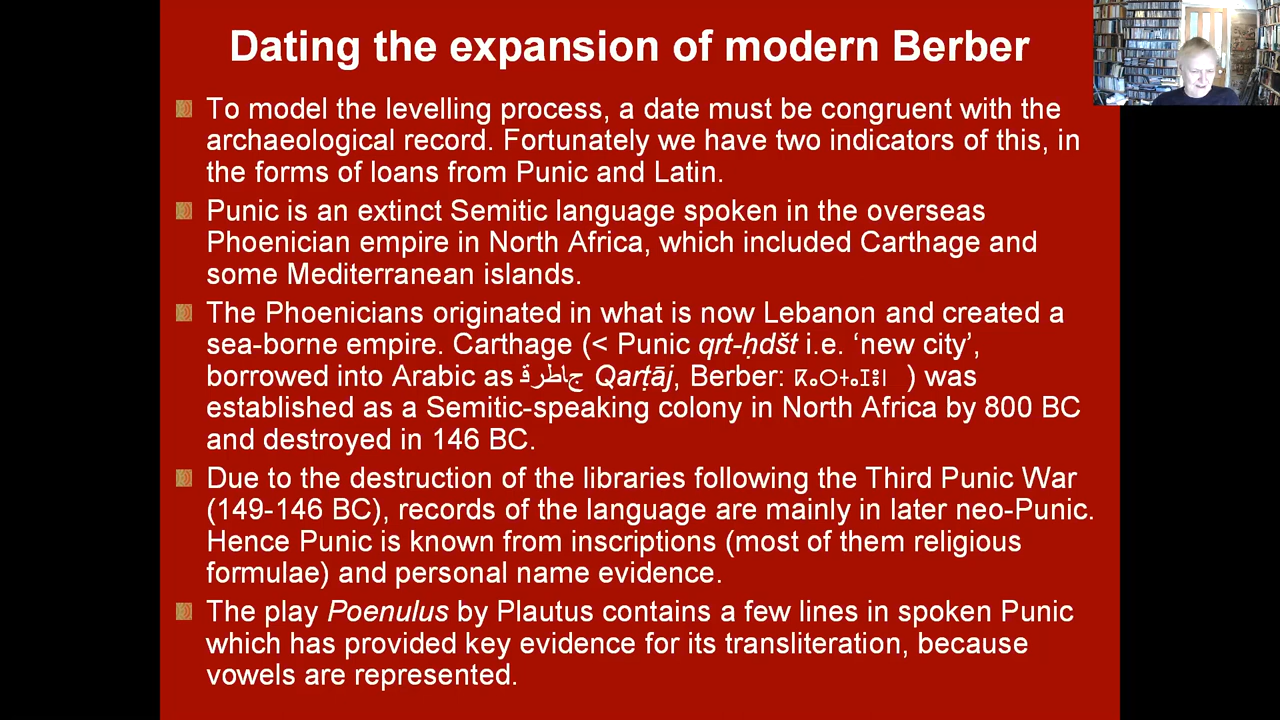 Dating the expansion of modern Berber
To model the levelling process, a date must be congruent with the
archaeological record. Fortunately we have two indicators of this, in
the forms of loans from Punic and Latin.
Punic is an extinct Semitic language spoken in the overseas
Phoenician empire in North Africa, which included Carthage and
some Mediterranean islands.
The Phoenicians originated in what is now Lebanon and created a
sea-borne empire. Carthage (< Punic qrt-ḥdšt i.e. ‘new city’,
borrowed into Arabic as جاطرق Qarṭāj, Berber: ⴽⴰⵔⵜⴰⵊⴻⵏ ) was
established as a Semitic-speaking colony in North Africa by 800 BC
and destroyed in 146 BC.
Due to the destruction of the libraries following the Third Punic War
(149-146 BC), records of the language are mainly in later neo-Punic.
Hence Punic is known from inscriptions (most of them religious
formulae) and personal name evidence.
The play Poenulus by Plautus contains a few lines in spoken Punic
which has provided key evidence for its transliteration, because
vowels are represented.